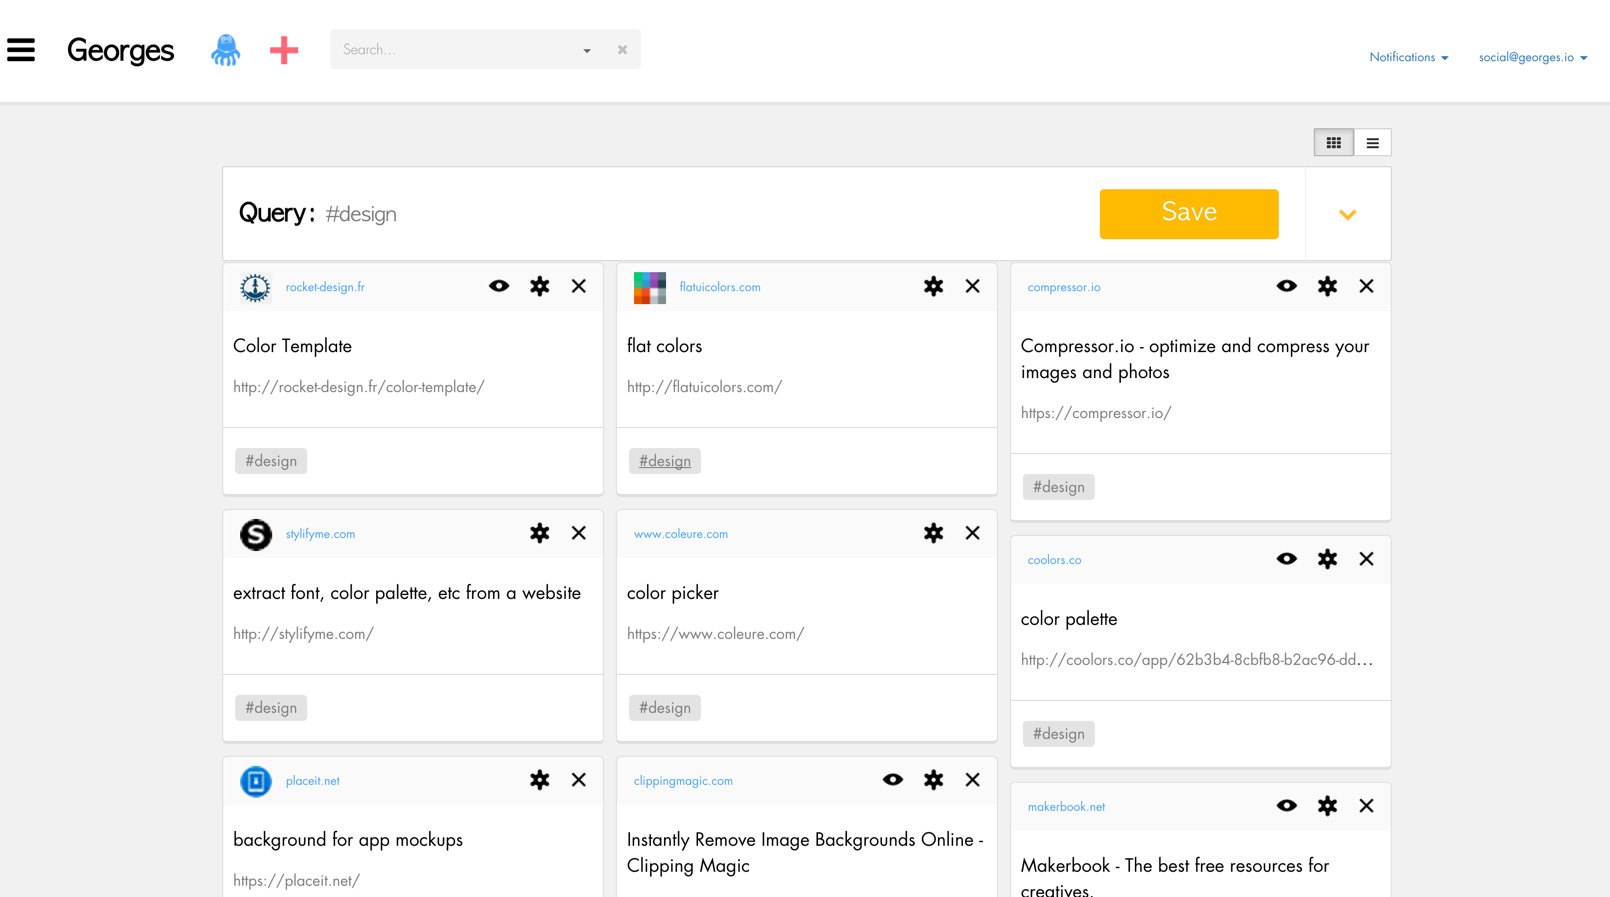 Georges
Search...
Notifications
social@georges.io
Query: #design
Save
rocket-design.fr
Color Template
http://rocket-design.fr/color-template/
#design
flatuicolors.com
flat colors
http://flatuicolors.com/
#design
compressor.io
Compressor.io - optimize and compress your
images and photos
https://compressor.io/
#design
stylifyme.com
extract font, color palette, etc from a website
http://stylifyme.com/
#design
www.coleure.com
color picker
https://www.coleure.com/
#design
coolors.co
color palette
http://coolors.co/app/62b3b4-8cbfb8-b2ac96-dd...
#design
placeit.net
background for app mockups
https://placeit.net/
clippingmagic.com
Instantly Remove Image Backgrounds Online -
Clipping Magic
makerbook.net
Makerbook - The best free resources for
creatives.